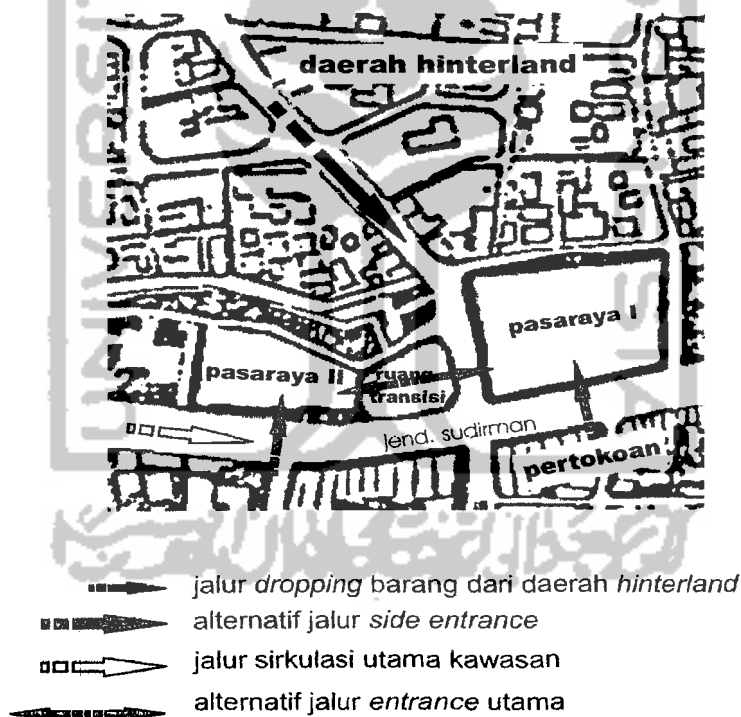 daerah hinterland
pasaraya I
pasaraya II
ruang
transisi
jend. sudirman
pertokoan
jalur dropping barang dari daerah hinterland
alternatif jalur side entrance
jalur sirkulasi utama kawasan
alternatif jalur entrance utama